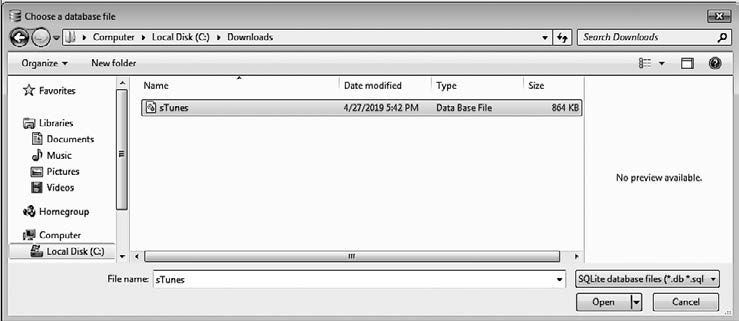 Choose a database file
Computer Local Disk (C:) Downloads Search Downloads
Organize New folder
Name Date modified Type Size
sTunes 4/27/2019 5:42 PM Data Base File 864 KB
Favorites
Libraries
Documents
Music
Pictures
Videos
Homegroup
Computer
Local Disk (C:)
No preview available.
File name: sTunes SQLite database files (*.db *.sql
Open Cancel